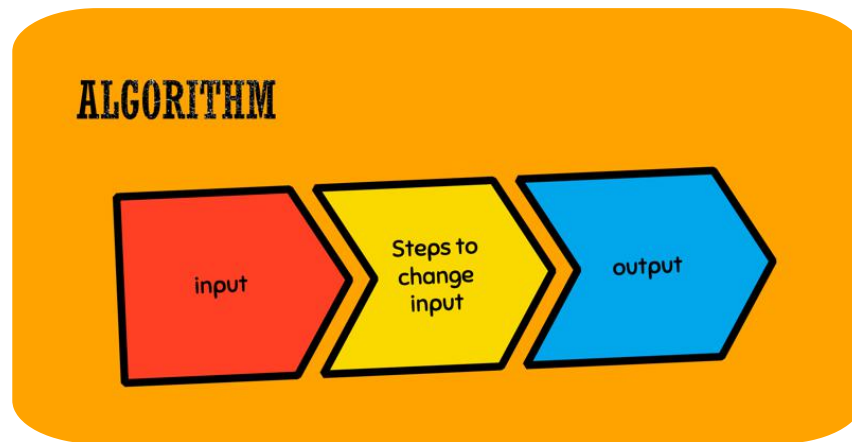 ALGORITHM
input
Steps to
change
input
output